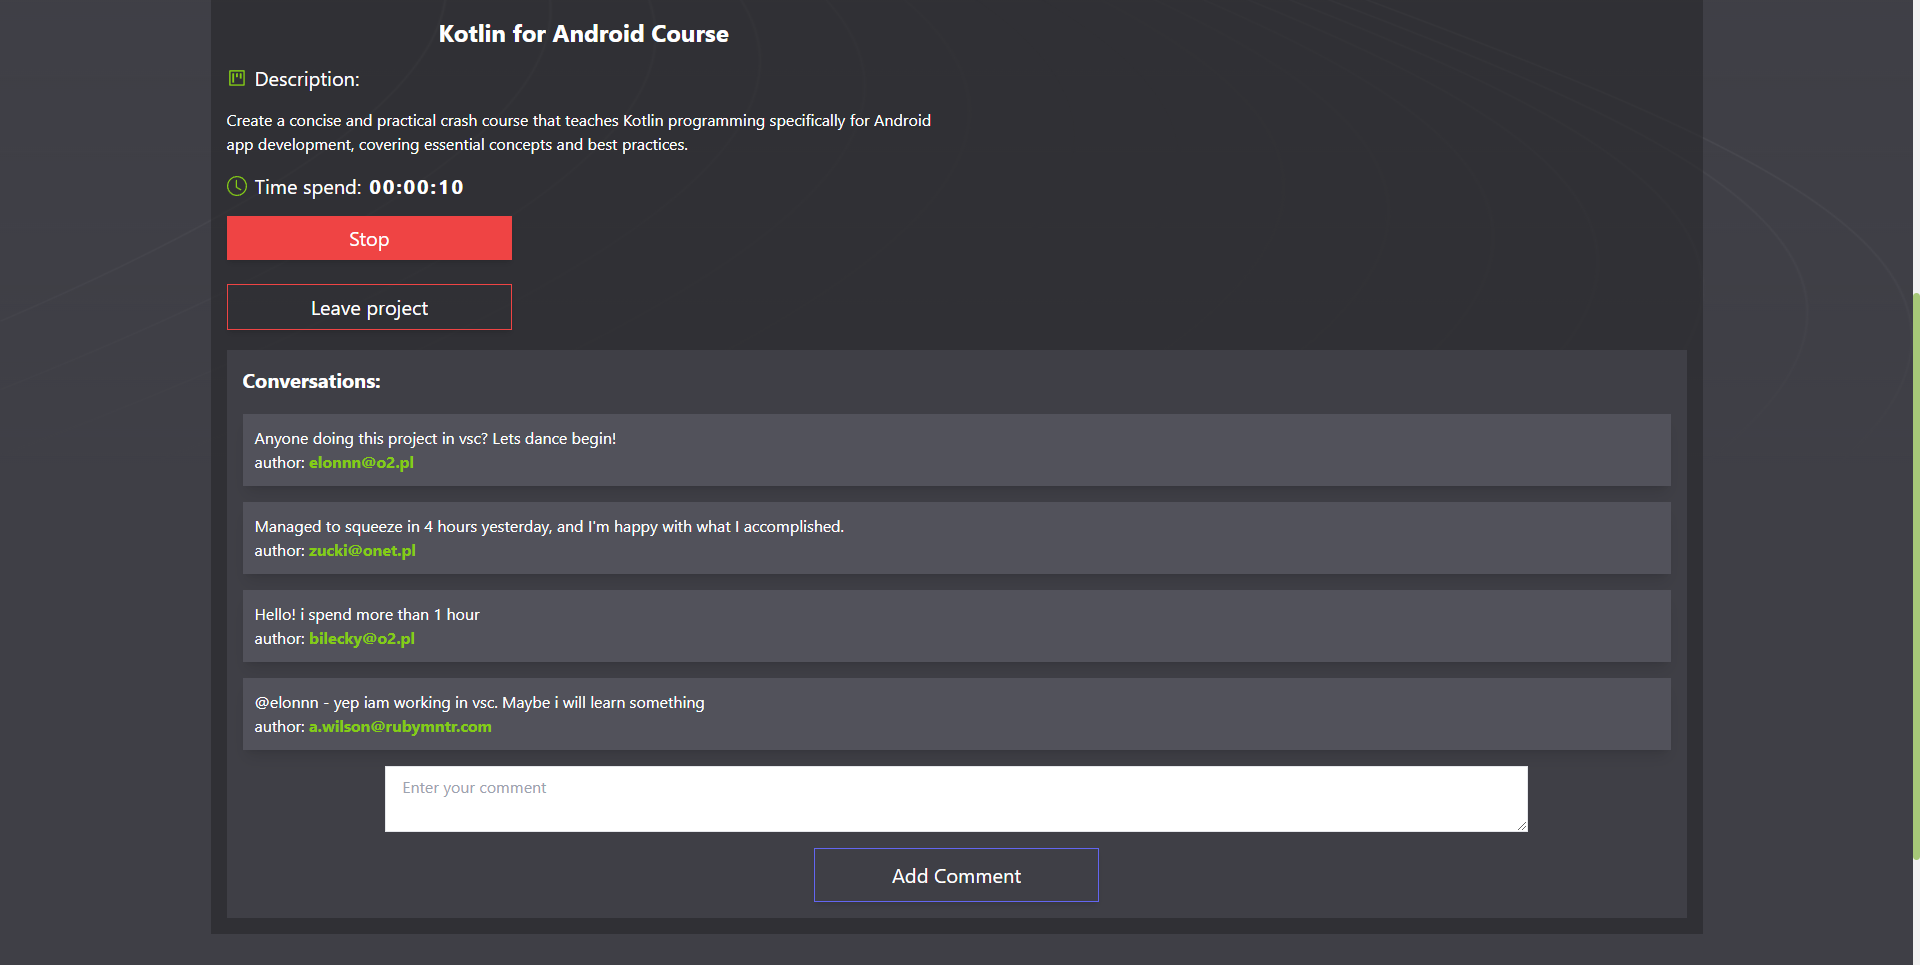 Kotlin for Android Course
Description:
Create a concise and practical crash course that teaches Kotlin programming specifically for Android
app development, covering essential concepts and best practices.
Time spend: 00:00:10
Stop
Leave project
Conversations:
Anyone doing this project in vsc? Lets dance begin!
author: elonnn@o2.pl
Managed to squeeze in 4 hours yesterday, and I'm happy with what I accomplished.
author: zucki@onet.pl
Hello! i spend more than 1 hour
author: bilecky@o2.pl
@elonnn - yep iam working in vsc. Maybe i will learn something
author: a.wilson@rubymntr.com
Enter your comment
Add Comment